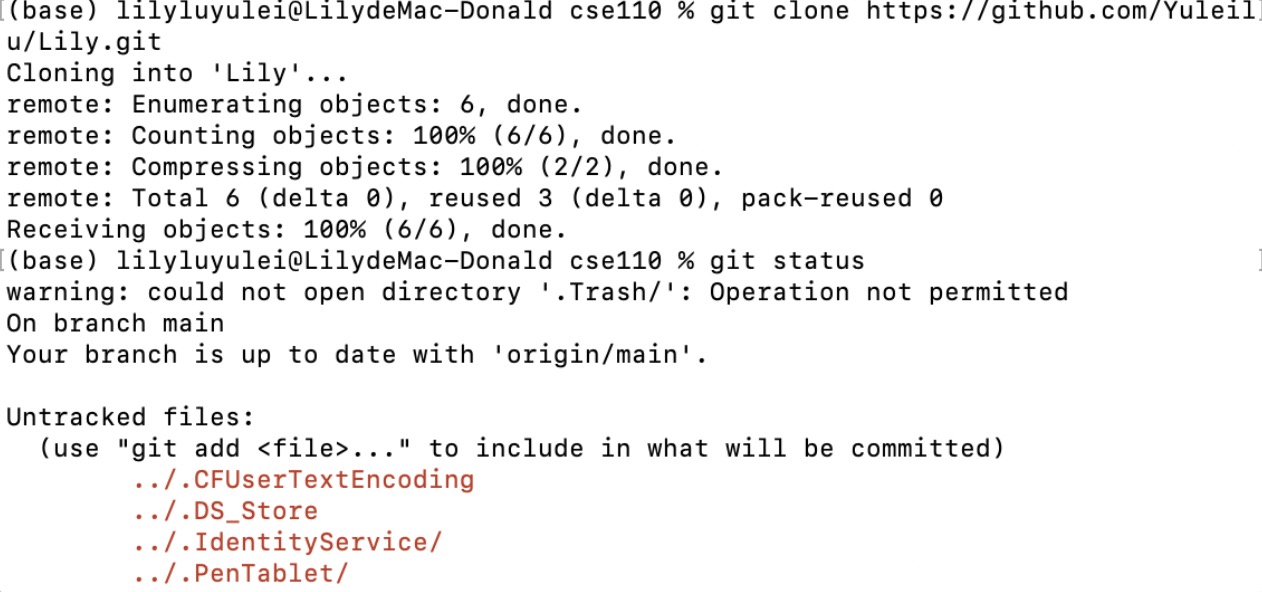 (base) lilyluyulei@LilydeMac-Donald cse110 % git clone https://github.com/Yuleil
u/Lily.git
Cloning into 'Lily'...
remote: Enumerating objects: 6, done.
remote: Counting objects: 100% (6/6), done.
remote: Compressing objects: 100% (2/2), done.
remote: Total 6 (delta 0), reused 3 (delta 0), pack-reused 0
Receiving objects: 100% (6/6), done.
(base) lilyluyulei@LilydeMac-Donald cse110 % git status
warning: could not open directory '.Trash/': Operation not permitted
On branch main
Your branch is up to date with 'origin/main'.
Untracked files:
(use "git add <file>..." to include in what will be committed)
../.CFUserTextEncoding
../.DS_Store
../.IdentityService/
../.PenTablet/